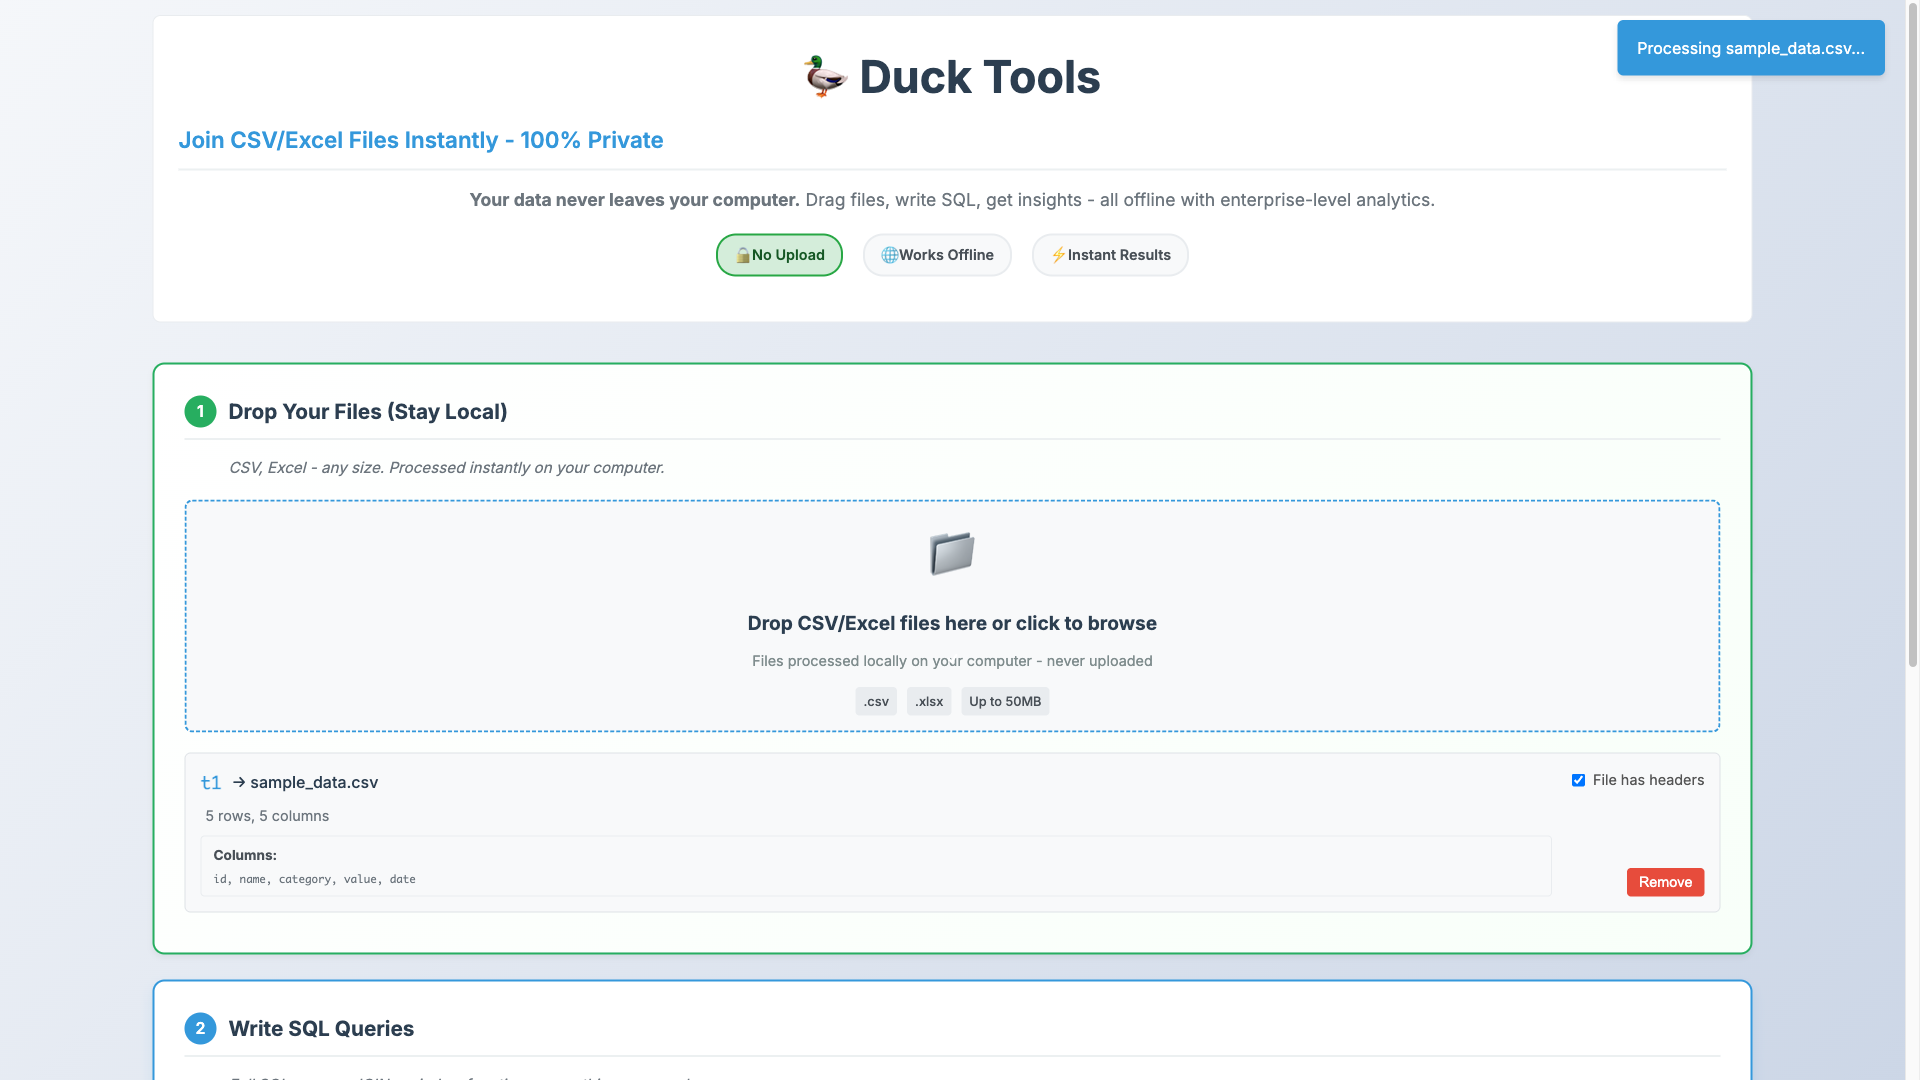 Processing sample_data.csv...
Duck Tools
Join CSV/Excel Files Instantly - 100% Private
Your data never leaves your computer. Drag files, write SQL, get insights - all offline with enterprise-level analytics.
No Upload
Works Offline
Instant Results
1
Drop Your Files (Stay Local)
CSV, Excel - any size. Processed instantly on your computer.
Drop CSV/Excel files here or click to browse
Files processed locally on your computer - never uploaded
.csv
.xlsx
Up to 50MB
t1 → sample_data.csv
File has headers
5 rows, 5 columns
Columns:
id, name, category, value, date
Remove
2
Write SQL Queries